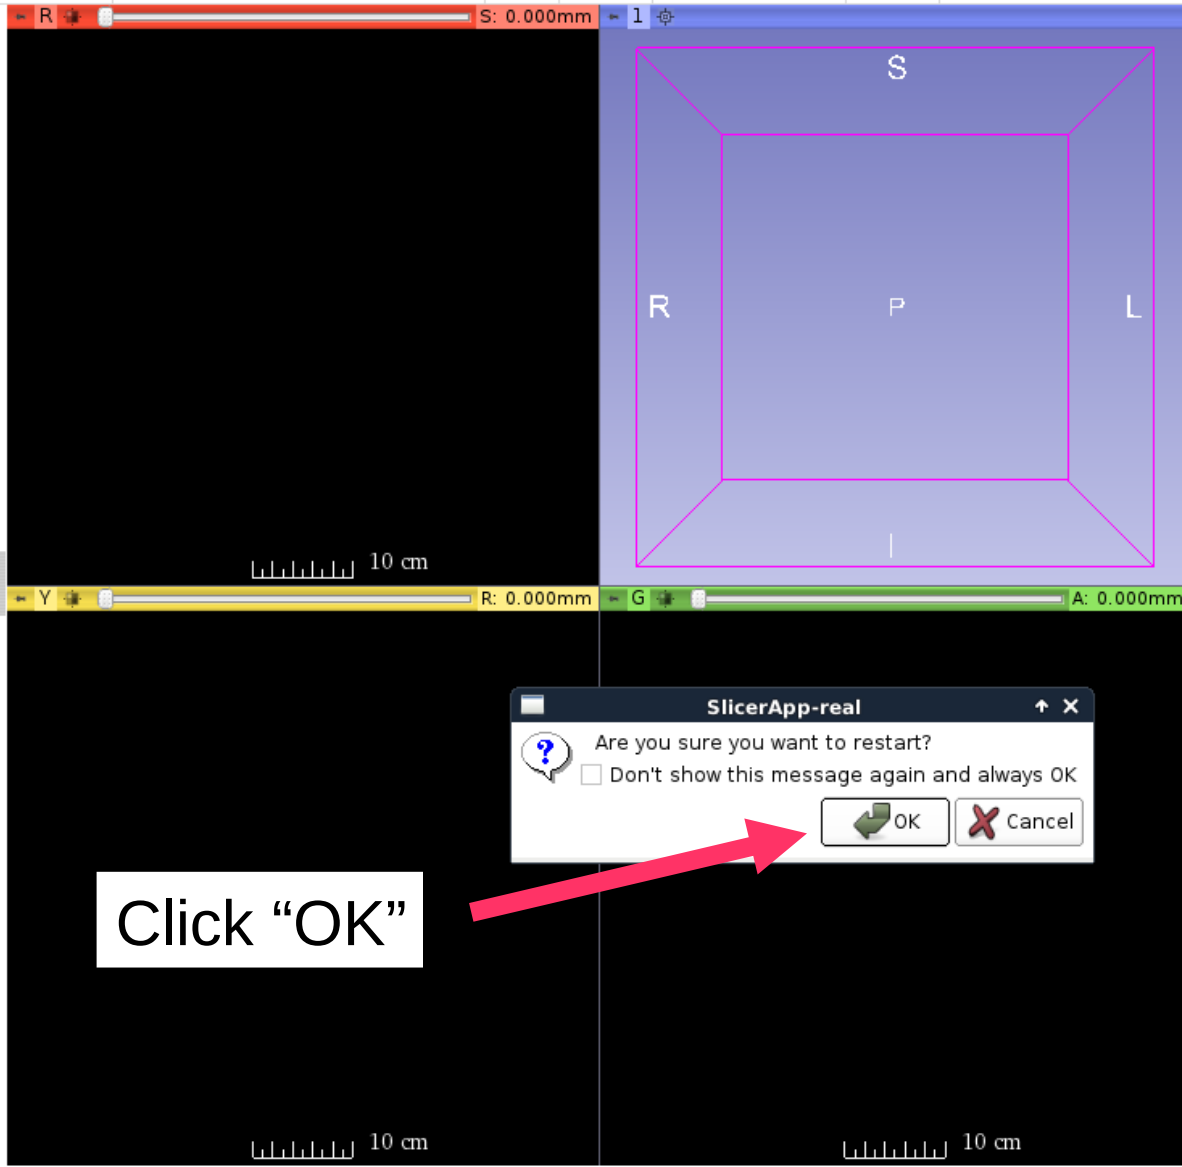 R
S: 0.000mm
1
S
R
P
L
I
10 cm
Y
R: 0.000mm
G
A: 0.000mm
SlicerApp-real
Are you sure you want to restart?
Don't show this message again and always OK
OK
Cancel
Click “OK”
10 cm
10 cm